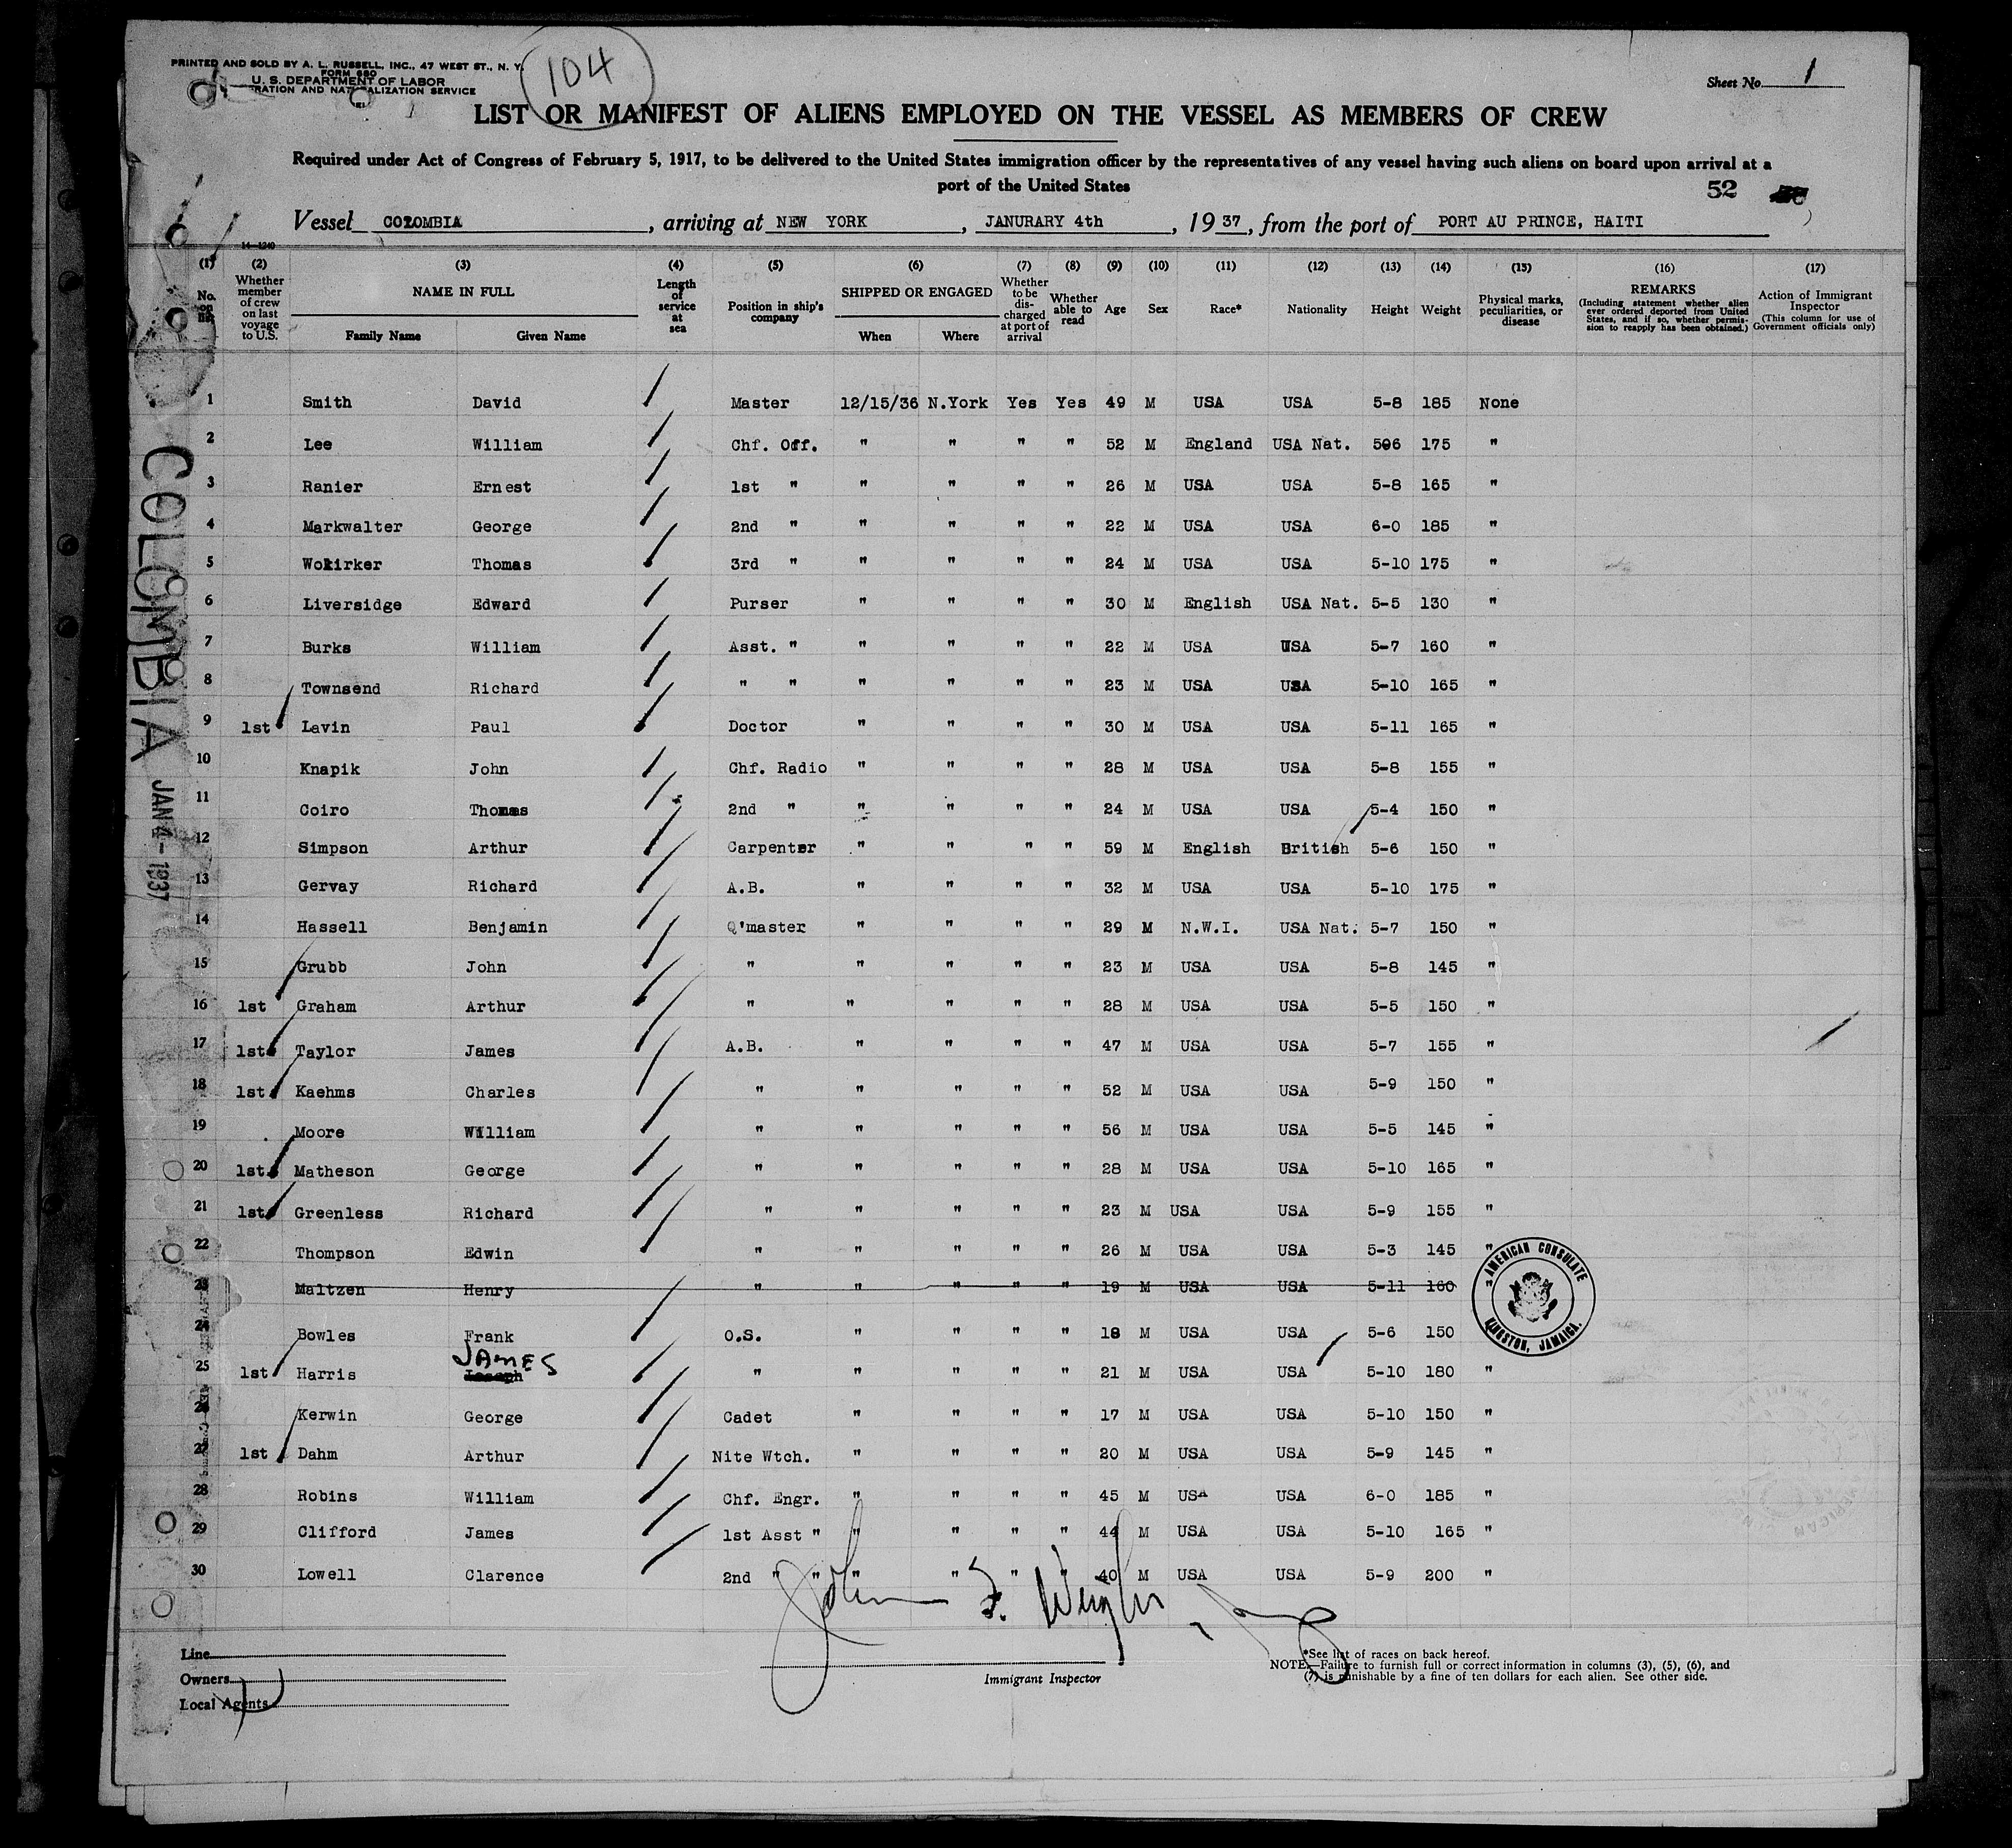 PRINTED AND SOLD BY A. L. RUSSELL, INC., 47 WEST ST., N. Y.
FORM 680
U. S. DEPARTMENT OF LABOR
RATION AND NATURALIZATION SERVICE
104
Sheet No. 1
LIST OR MANIFEST OF ALIENS EMPLOYED ON THE VESSEL AS MEMBERS OF CREW
Required under Act of Congress of February 5, 1917, to be delivered to the United States immigration officer by the representatives of any vessel having such aliens on board upon arrival at a
port of the United States
52
Vessel COLOMBIA, arriving at NEW YORK, JANURARY 4th, 1937, from the port of PORT AU PRINCE, HAITI
14—1240
(1) No. on list (2) Whether member of crew on last voyage to U.S. (3) NAME IN FULL Family Name Given Name (4) Length of service at sea (5) Position in ship's company (6) SHIPPED OR ENGAGED When Where (7) Whether to be discharged at port of arrival (8) Whether able to read (9) Age (10) Sex (11) Race* (12) Nationality (13) Height (14) Weight (15) Physical marks, peculiarities, or disease (16) REMARKS (Including statement whether alien ever ordered deported from United States, and if so, whether permission to reapply has been obtained.) (17) Action of Immigrant Inspector (This column for use of Government officials only)
1 Smith David Master 12/15/36 N.York Yes Yes 49 M USA USA 5-8 185 None
2 Lee William Chf. Off. " " " " 52 M England USA Nat. 506 175 "
3 Ranier Ernest 1st " " " " " 26 M USA USA 5-8 165 "
4 Markwalter George 2nd " " " " " 22 M USA USA 6-0 185 "
5 Wokirker Thomas 3rd " " " " " 24 M USA USA 5-10 175 "
6 Liversidge Edward Purser " " " " 30 M English USA Nat. 5-5 130 "
7 Burks William Asst. " " " " " 22 M USA USA 5-7 160 "
8 Townsend Richard " " " " " " 23 M USA USA 5-10 165 "
9 1st Lavin Paul Doctor " " " " 30 M USA USA 5-11 165 "
10 Knapik John Chf. Radio " " " " 28 M USA USA 5-8 155 "
11 Coiro Thomas 2nd " " " " " 24 M USA USA 5-4 150 "
12 Simpson Arthur Carpenter " " " " 59 M English British 5-6 150 "
13 Gervay Richard A.B. " " " " 32 M USA USA 5-10 175 "
14 Hassell Benjamin Q'master " " " " 29 M N.W.I. USA Nat. 5-7 150 "
15 Grubb John " " " " " 23 M USA USA 5-8 145 "
16 1st Graham Arthur " " " " " 28 M USA USA 5-5 150 "
17 1st Taylor James A.B. " " " " 47 M USA USA 5-7 155 "
18 1st Kaehms Charles " " " " " 52 M USA USA 5-9 150 "
19 Moore William " " " " " 56 M USA USA 5-5 145 "
20 1st Matheson George " " " " " 28 M USA USA 5-10 165 "
21 1st Greenless Richard " " " " " 23 M USA USA 5-9 155 "
22 Thompson Edwin " " " " " 26 M USA USA 5-3 145 "
23 Maltzen Henry " " " " " 19 M USA USA 5-11 160
24 Bowles Frank O.S. " " " " 18 M USA USA 5-6 150
25 1st Harris Joseph JAMES " " " " " 21 M USA USA 5-10 180 "
26 Kerwin George Cadet " " " " 17 M USA USA 5-10 150 "
27 1st Dahm Arthur Nite Wtch. " " " " 20 M USA USA 5-9 145 "
28 Robins William Chf. Engr. " " " " 45 M USA USA 6-0 185 "
29 Clifford James 1st Asst " " " " " 44 M USA USA 5-10 165 "
30 Lowell Clarence 2nd " " " " " " 40 M USA USA 5-9 200 "
AMERICAN CONSULATE
KINGSTON, JAMAICA.
COLOMBIA
JAN 4 - 1937
John F.
Line
Owners
Local Agents
Immigrant Inspector
*See list of races on back hereof.
NOTE.—Failure to furnish full or correct information in columns (3), (5), (6), and
(7) is punishable by a fine of ten dollars for each alien. See other side.